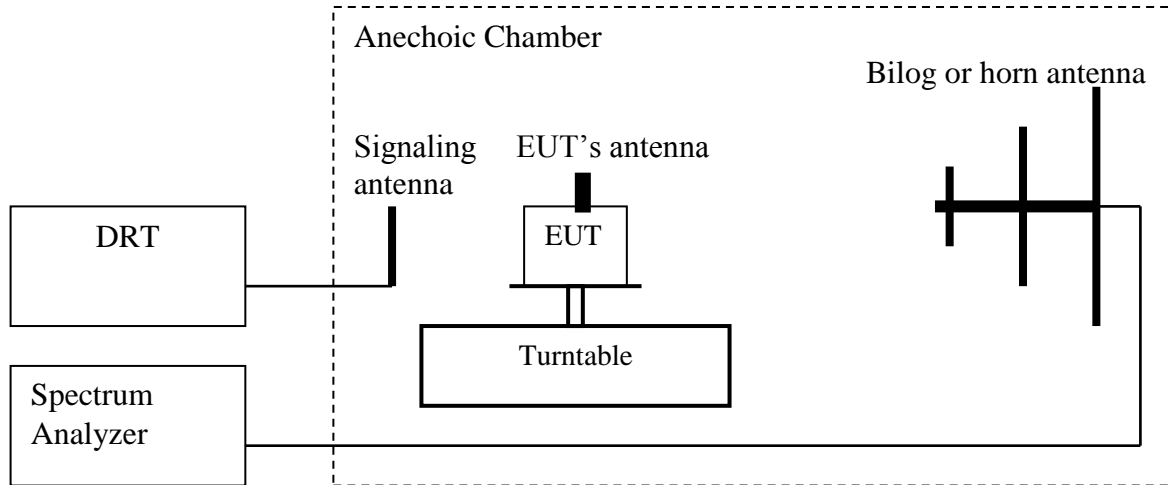 Anechoic Chamber
Bilog or horn antenna
Signaling
antenna
EUT’s antenna
DRT
EUT
Turntable
Spectrum
Analyzer